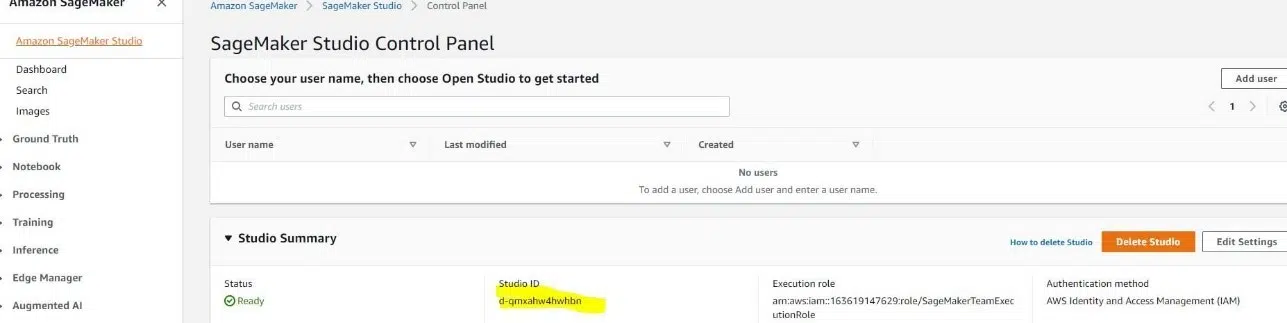 Amazon SageMaker
Amazon SageMaker Studio
Dashboard
Search
Images
Ground Truth
Notebook
Processing
Training
Inference
Edge Manager
Augmented AI
Amazon SageMaker > SageMaker Studio > Control Panel
SageMaker Studio Control Panel
Choose your user name, then choose Open Studio to get started
Add user
Search users
1
User name Last modified Created
No users
To add a user, choose Add user and enter a user name.
Studio Summary
How to delete Studio Delete Studio Edit Settings
Status
Ready
Studio ID
d-qmxahw4hwhbn
Execution role
arn:aws:iam::163619147629:role/SageMakerTeamExec
utionRole
Authentication method
AWS Identity and Access Management (IAM)